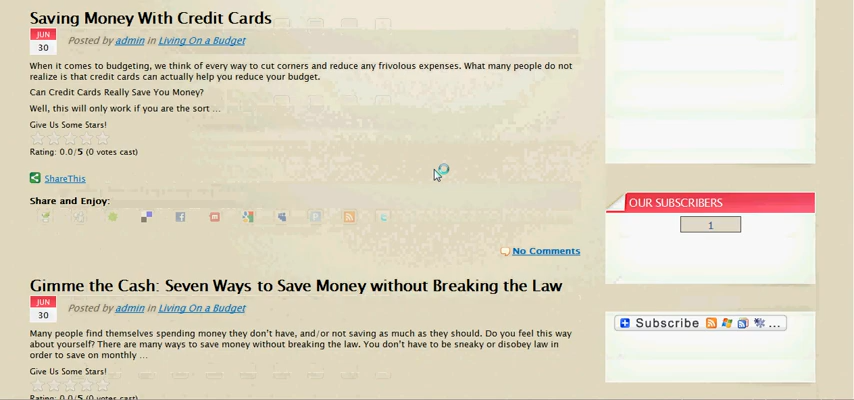 Saving Money With Credit Cards
JUN
30
Posted by admin in Living On a Budget
When it comes to budgeting, we think of every way to cut corners and reduce any frivolous expenses. What many people do not
realize is that credit cards can actually help you reduce your budget.
Can Credit Cards Really Save You Money?
Well, this will only work if you are the sort ...
Give Us Some Stars!
Rating: 0.0/5 (0 votes cast)
ShareThis
Share and Enjoy:
No Comments
Gimme the Cash: Seven Ways to Save Money without Breaking the Law
JUN
30
Posted by admin in Living On a Budget
Many people find themselves spending money they don't have, and/or not saving as much as they should. Do you feel this way
about yourself? There are many ways to save money without breaking the law. You don't have to be sneaky or disobey law in
order to save on monthly ...
Give Us Some Stars!
Rating: 0.0/5 (0 votes cast)
OUR SUBSCRIBERS
1
Subscribe ...